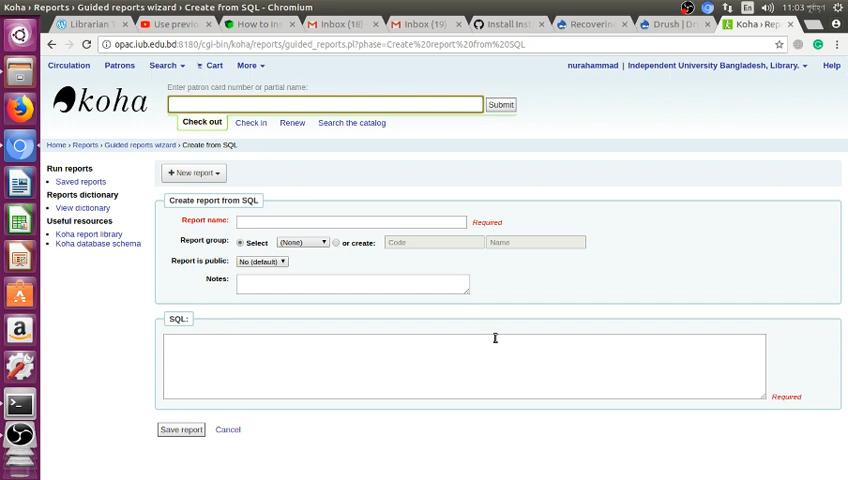 Koha › Reports › Guided reports wizard › Create from SQL - Chromium
En
11:03 পূর্বাহ্ণ
Librarian T
Use previo
How to Ins
Inbox (18)
Inbox (19)
Install Inst
Recovering
Drush | Dr
Koha › Rep
opac.iub.edu.bd:8180/cgi-bin/koha/reports/guided_reports.pl?phase=Create%20report%20from%20SQL
Circulation Patrons Search Cart More nurahammad | Independent University Bangladesh, Library. Help
koha
Enter patron card number or partial name:
Submit
Check out Check in Renew Search the catalog
Home › Reports › Guided reports wizard › Create from SQL
Run reports
Saved reports
Reports dictionary
View dictionary
Useful resources
Koha report library
Koha database schema
+ New report
Create report from SQL
Report name: Required
Report group: Select (None) or create: Code Name
Report is public: No (default)
Notes:
SQL:
Required
Save report Cancel